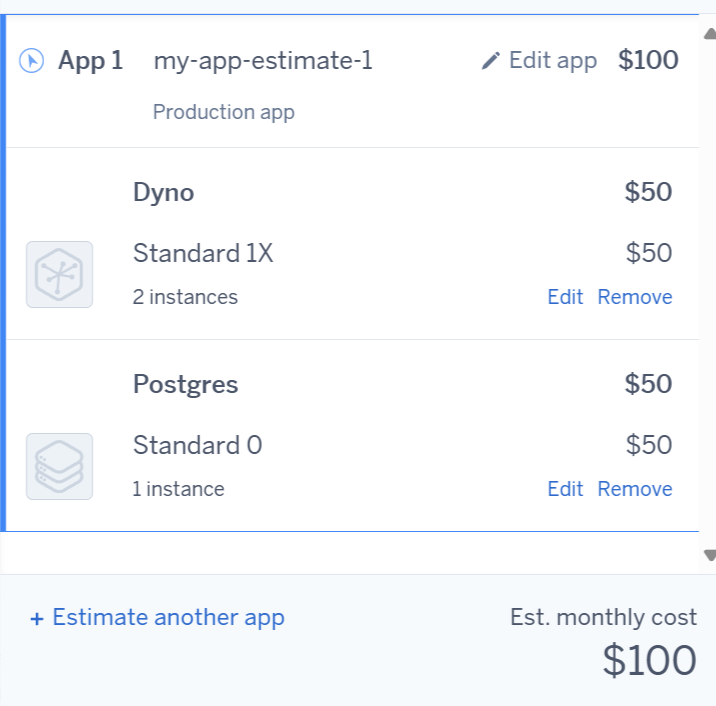 App 1 my-app-estimate-1 Edit app $100
Production app
Dyno $50
Standard 1X $50
2 instances Edit Remove
Postgres $50
Standard 0 $50
1 instance Edit Remove
+ Estimate another app Est. monthly cost
$100